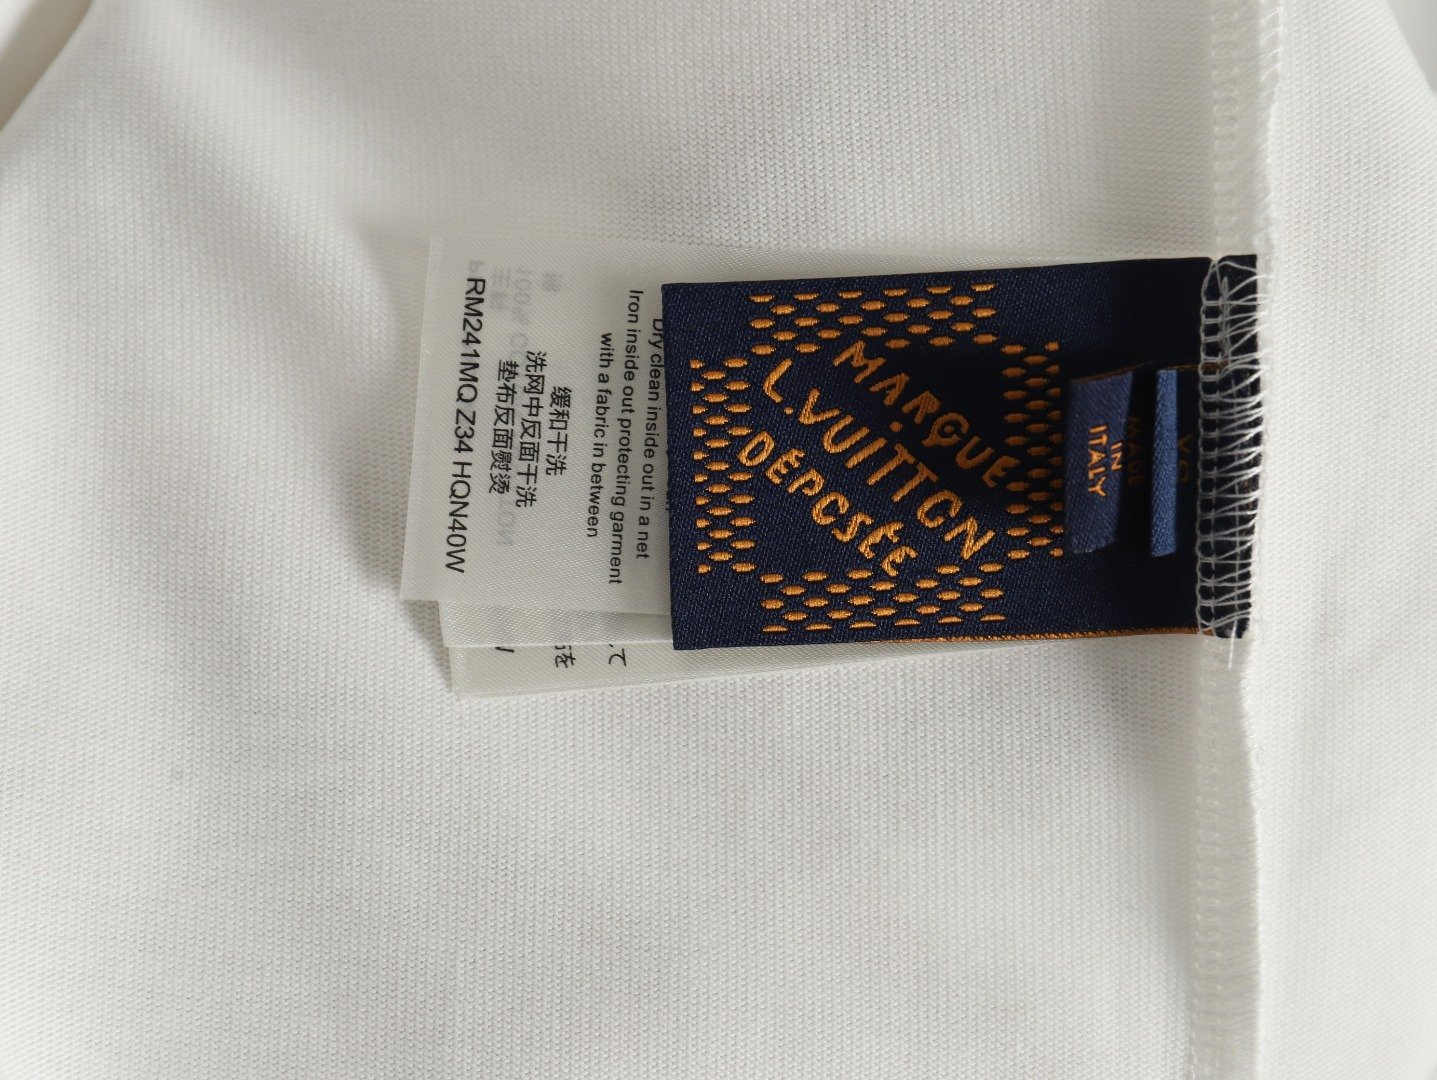 MARQUE
L.VUITTON
DÉPOSÉE
MADE
IN
ITALY
Dry clean inside out in a net
Iron inside out protecting garment
with a fabric in between
缓和干洗
洗网中反面干洗
垫布反面熨烫
RM241MQ Z34 HQN40W